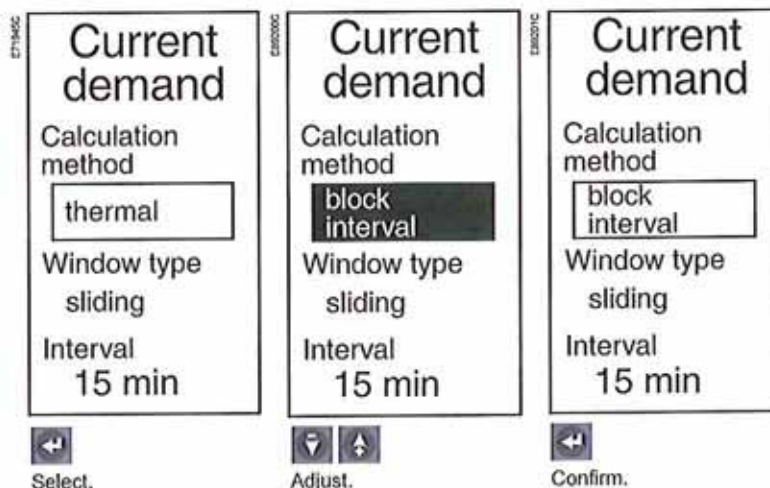 E71945C
Current
demand
Calculation
method
thermal
Window type
sliding
Interval
15 min
Select.
Current
demand
Calculation
method
block
interval
Window type
sliding
Interval
15 min
Adjust.
Current
demand
Calculation
method
block
interval
Window type
sliding
Interval
15 min
Confirm.